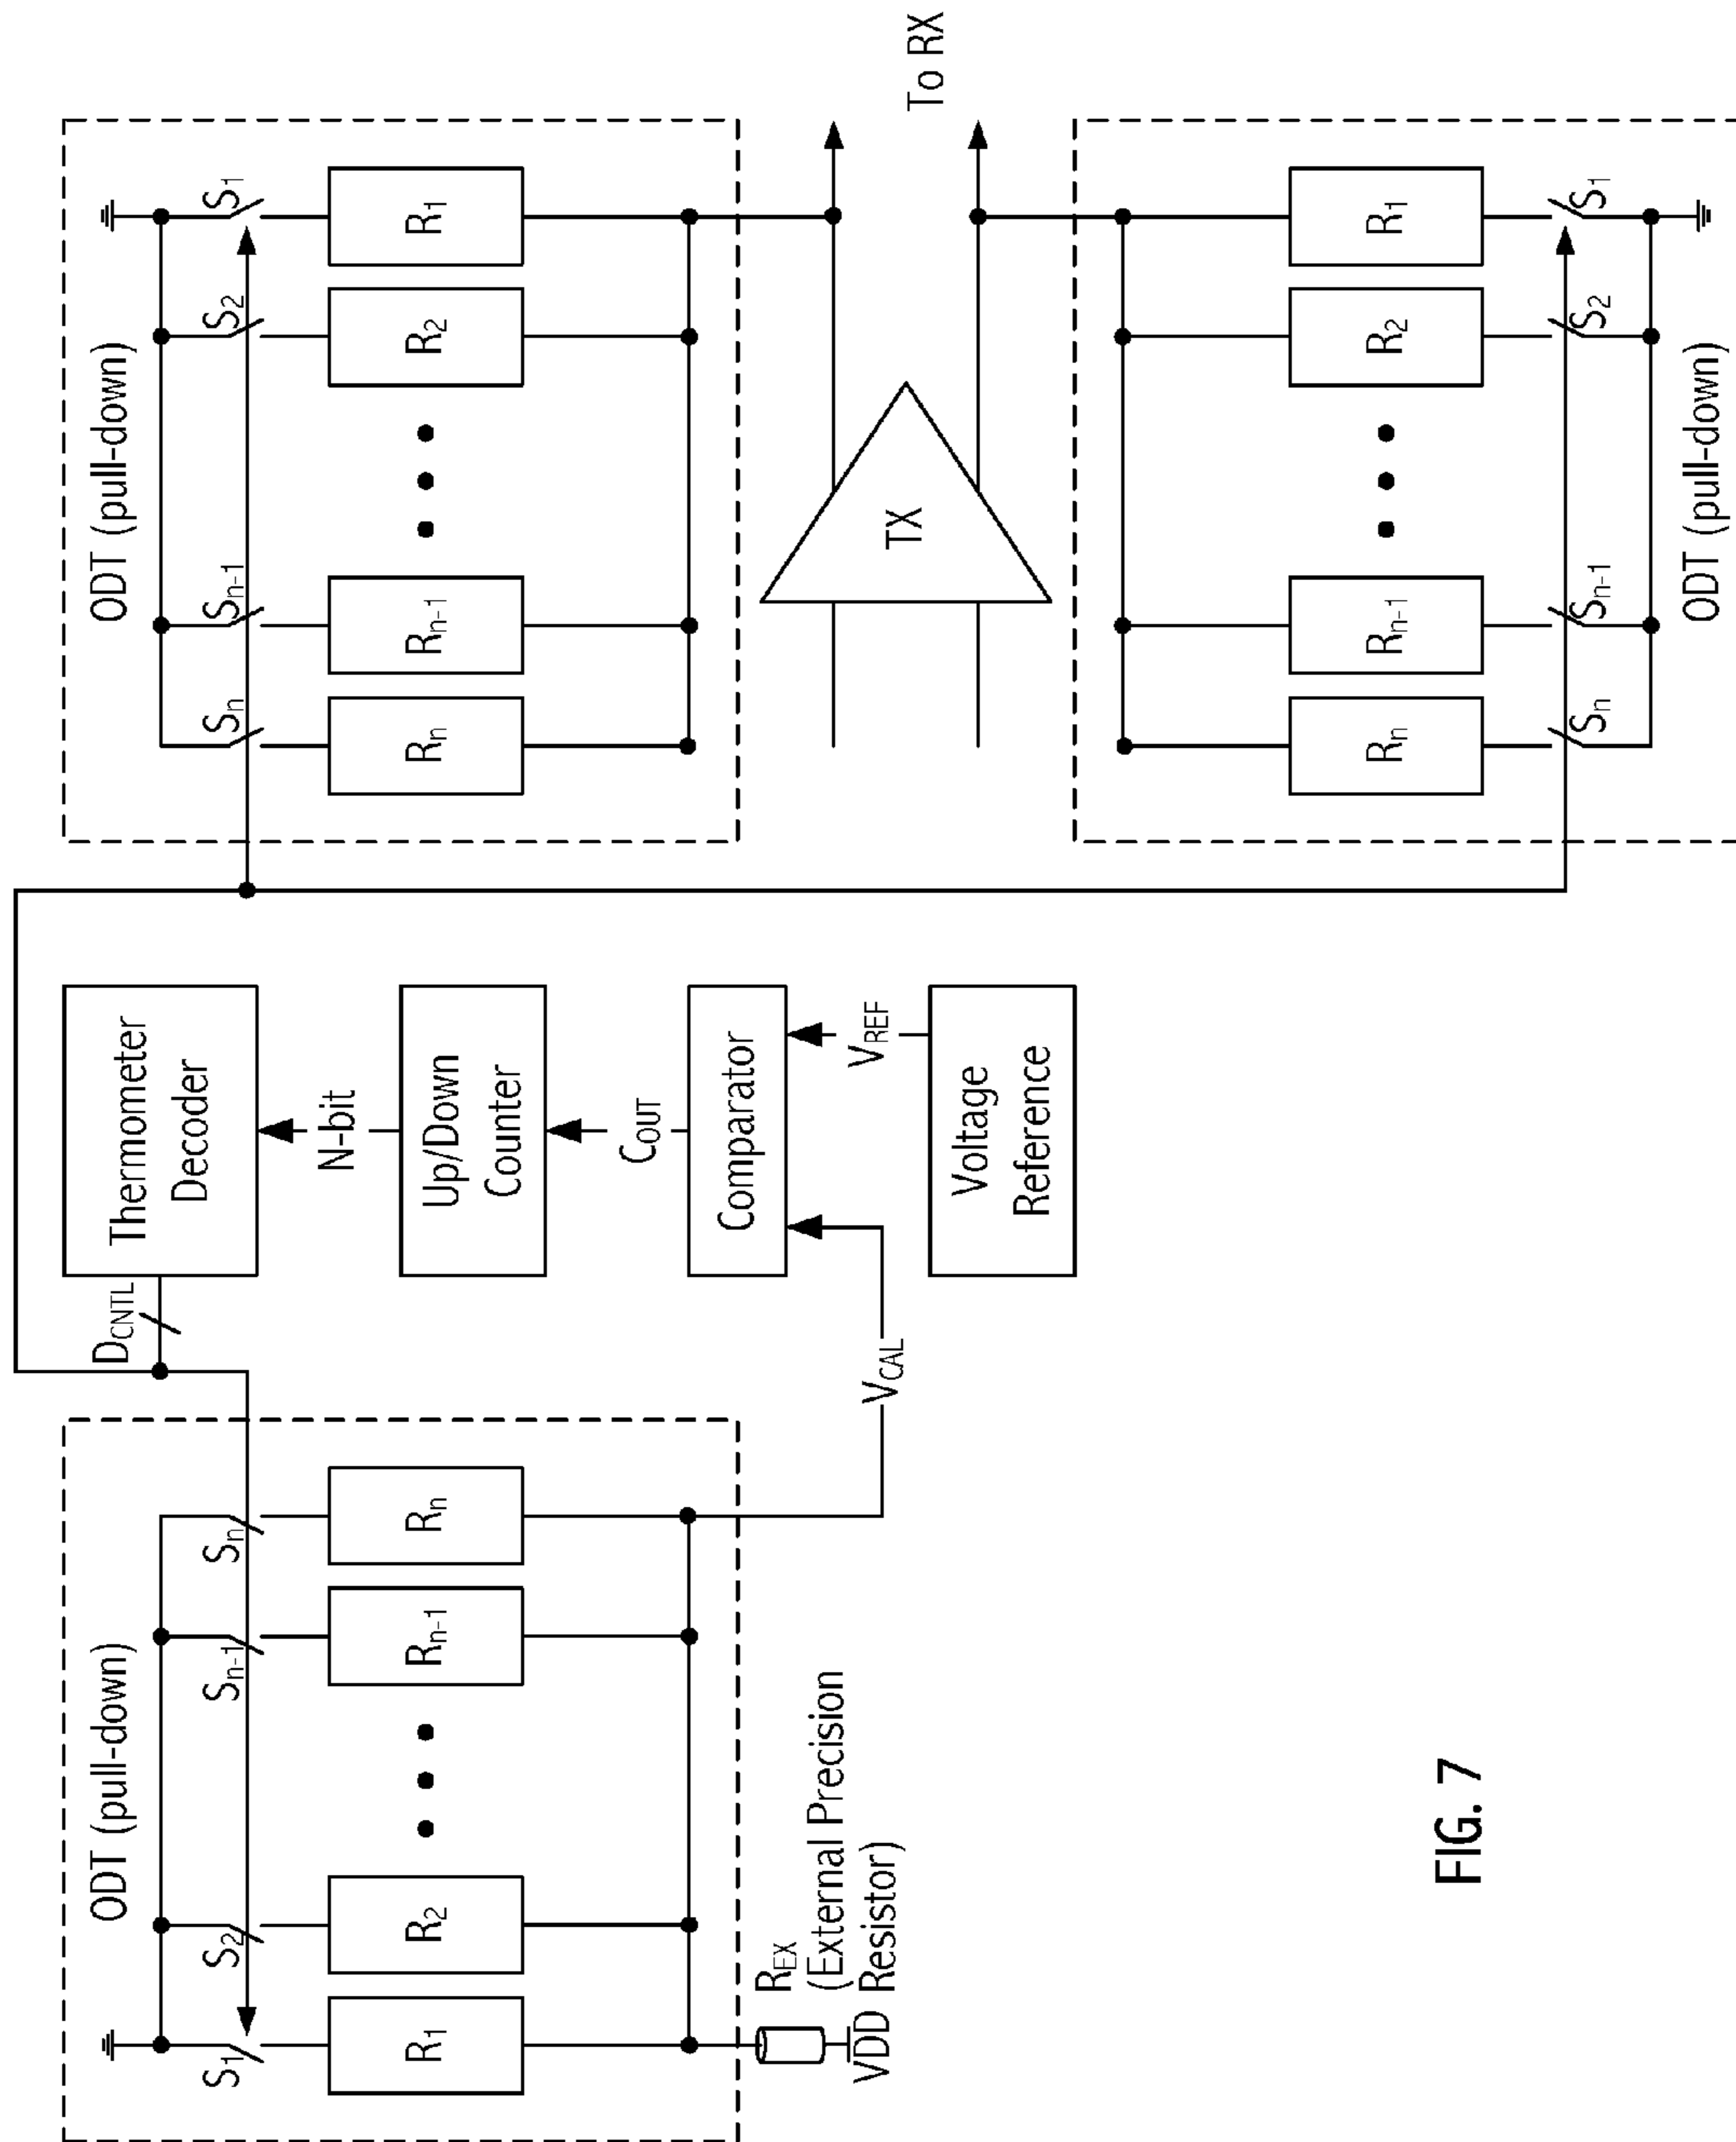 ODT (pull-down)
S1
S2
Sn-1
Sn
R1
R2
Rn-1
Rn
REX
(External Precision
Resistor)
VDD
VCAL
DCNTL
Thermometer
Decoder
N-bit
Up/Down
Counter
COUT
Comparator
VREF
Voltage
Reference
ODT (pull-down)
Sn
Sn-1
S2
S1
Rn
Rn-1
R2
R1
TX
To RX
Rn
Rn-1
R2
R1
Sn
Sn-1
S2
S1
ODT (pull-down)
FIG. 7